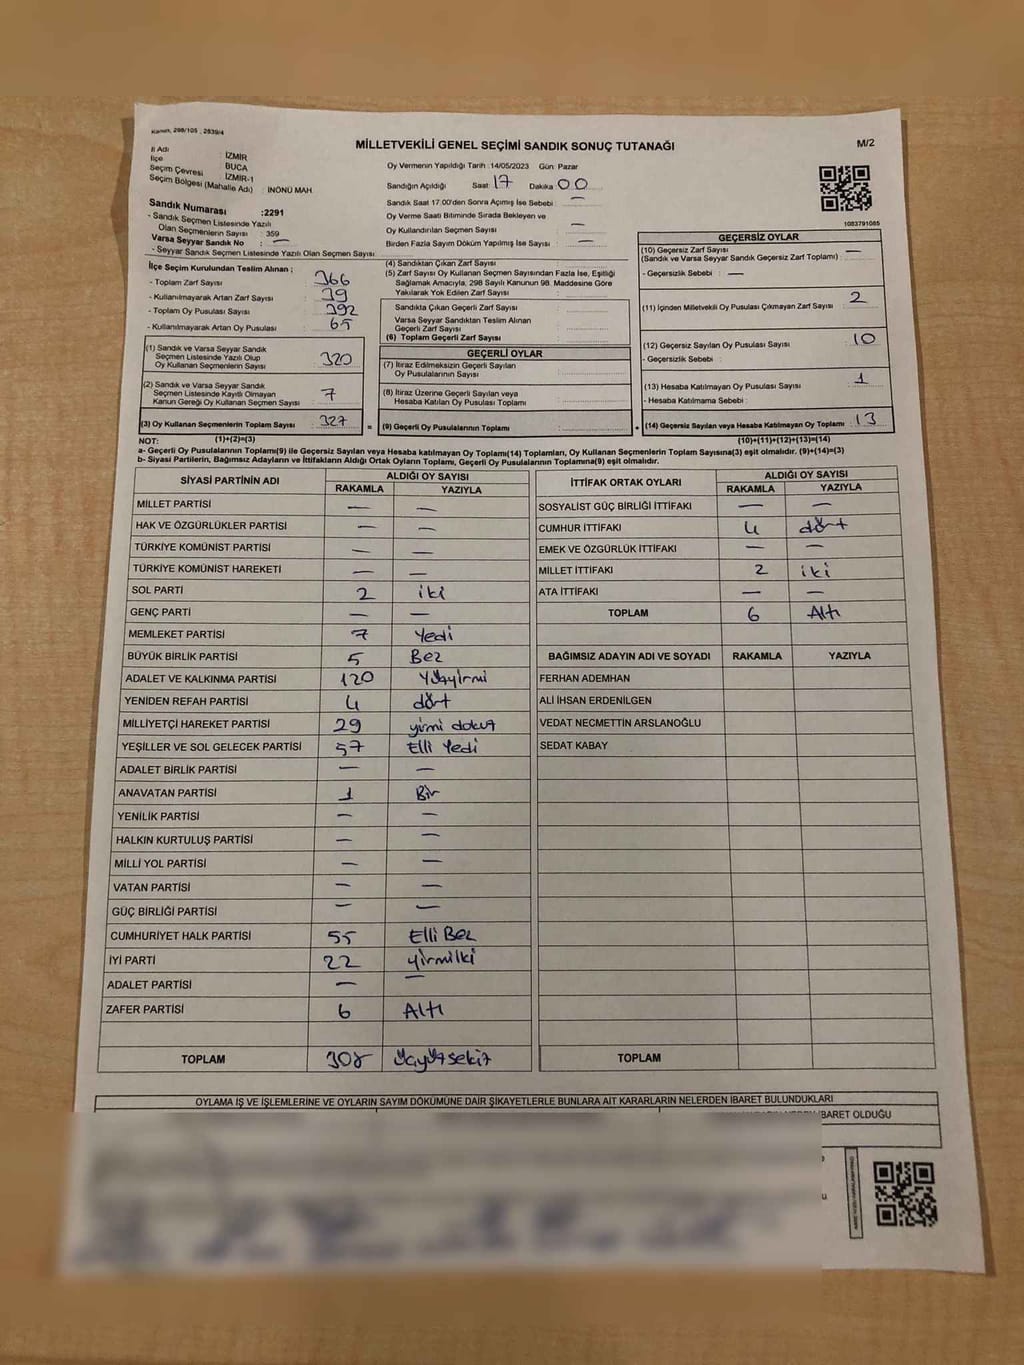 Kanun, 298/105 , 2839/4
MİLLETVEKİLİ GENEL SEÇİMİ SANDIK SONUÇ TUTANAĞI
M/2
İl Adı : İZMİR
İlçe : BUCA
Seçim Çevresi : İZMİR-1
Seçim Bölgesi (Mahalle Adı) : İNÖNÜ MAH.
Oy Vermenin Yapıldığı Tarih :14/05/2023 Gün: Pazar
Sandığın Açıldığı Saat: 17 Dakika: 00
Sandık Saat 17.00'den Sonra Açımış İse Sebebi : —
Oy Verme Saati Bitiminde Sırada Bekleyen ve
Oy Kullandırılan Seçmen Sayısı : —
Birden Fazla Sayım Döküm Yapılmış İse Sayısı : —
1083791085
Sandık Numarası :2291
- Sandık Seçmen Listesinde Yazılı
Olan Seçmenlerin Sayısı : 359
Varsa Seyyar Sandık No : —
- Seyyar Sandık Seçmen Listesinde Yazılı Olan Seçmen Sayısı
İlçe Seçim Kurulundan Teslim Alınan ;
- Toplam Zarf Sayısı : 366
- Kullanılmayarak Artan Zarf Sayısı : 39
- Toplam Oy Pusulası Sayısı : 392
- Kullanılmayarak Artan Oy Pusulası : 65
(1) Sandık ve Varsa Seyyar Sandık
Seçmen Listesinde Yazılı Olup
Oy Kullanan Seçmenlerin Sayısı : 320
(2) Sandık ve Varsa Seyyar Sandık
Seçmen Listesinde Kayıtlı Olmayan
Kanun Gereği Oy Kullanan Seçmen Sayısı : 7
(3) Oy Kullanan Seçmenlerin Toplam Sayısı : 327
(1)+(2)=(3)
(4) Sandıktan Çıkan Zarf Sayısı :
(5) Zarf Sayısı Oy Kullanan Seçmen Sayısından Fazla İse, Eşitliği
Sağlamak Amacıyla, 298 Sayılı Kanunun 98. Maddesine Göre
Yakılarak Yok Edilen Zarf Sayısı :
Sandıkta Çıkan Geçerli Zarf Sayısı :
Varsa Seyyar Sandıktan Teslim Alınan
Geçerli Zarf Sayısı
(6) Toplam Geçerli Zarf Sayısı :
GEÇERLİ OYLAR
(7) İtiraz Edilmeksizin Geçerli Sayılan
Oy Pusulalarının Sayısı :
(8) İtiraz Üzerine Geçerli Sayılan veya
Hesaba Katılan Oy Pusulası Toplamı :
= (9) Geçerli Oy Pusulalarının Toplamı :
GEÇERSİZ OYLAR
(10) Geçersiz Zarf Sayısı
(Sandık ve Varsa Seyyar Sandık Geçersiz Zarf Toplamı) : —
- Geçersizlik Sebebi : —
(11) İçinden Milletvekili Oy Pusulası Çıkmayan Zarf Sayısı : 2
(12) Geçersiz Sayılan Oy Pusulası Sayısı : 10
- Geçersizlik Sebebi :
(13) Hesaba Katılmayan Oy Pusulası Sayısı : 1
- Hesaba Katılmama Sebebi :
+ (14) Geçersiz Sayılan veya Hesaba Katılmayan Oy Toplamı : 13
(10)+(11)+(12)+(13)=(14)
NOT:
a- Geçerli Oy Pusulalarının Toplamı(9) ile Geçersiz Sayılan veya Hesaba Katılmayan Oy Toplamı(14) Toplamları, Oy Kullanan Seçmenlerin Toplam Sayısına(3) eşit olmalıdır. (9)+(14)=(3)
b- Siyasi Partilerin, Bağımsız Adayların ve İttifakların Aldığı Ortak Oyların Toplamı, Geçerli Oy Pusulalarının Toplamına(9) eşit olmalıdır.
SİYASİ PARTİNİN ADI ALDIĞI OY SAYISI
RAKAMLA YAZIYLA
MİLLET PARTİSİ — —
HAK VE ÖZGÜRLÜKLER PARTİSİ — —
TÜRKİYE KOMÜNİST PARTİSİ — —
TÜRKİYE KOMÜNİST HAREKETİ — —
SOL PARTİ 2 iki
GENÇ PARTİ — —
MEMLEKET PARTİSİ 7 Yedi
BÜYÜK BİRLİK PARTİSİ 5 Beş
ADALET VE KALKINMA PARTİSİ 120 Yüzyirmi
YENİDEN REFAH PARTİSİ 4 dört
MİLLİYETÇİ HAREKET PARTİSİ 29 yirmi dokuz
YEŞİLLER VE SOL GELECEK PARTİSİ 57 Elli Yedi
ADALET BİRLİK PARTİSİ — —
ANAVATAN PARTİSİ 1 Bir
YENİLİK PARTİSİ — —
HALKIN KURTULUŞ PARTİSİ — —
MİLLİ YOL PARTİSİ — —
VATAN PARTİSİ — —
GÜÇ BİRLİĞİ PARTİSİ — —
CUMHURİYET HALK PARTİSİ 55 Elli Beş
İYİ PARTİ 22 yirmiİki
ADALET PARTİSİ — —
ZAFER PARTİSİ 6 Altı
TOPLAM 308 Üçyüzsekiz
İTTİFAK ORTAK OYLARI ALDIĞI OY SAYISI
RAKAMLA YAZIYLA
SOSYALİST GÜÇ BİRLİĞİ İTTİFAKI — —
CUMHUR İTTİFAKI 4 dört
EMEK VE ÖZGÜRLÜK İTTİFAKI — —
MİLLET İTTİFAKI 2 iki
ATA İTTİFAKI — —
TOPLAM 6 Altı
BAĞIMSIZ ADAYIN ADI VE SOYADI RAKAMLA YAZIYLA
FERHAN ADEMHAN
ALİ İHSAN ERDENİLGEN
VEDAT NECMETTİN ARSLANOĞLU
SEDAT KABAY
TOPLAM
OYLAMA İŞ VE İŞLEMLERİNE VE OYLARIN SAYIM DÖKÜMÜNE DAİR ŞİKAYETLERLE BUNLARA AİT KARARLARIN NELERDEN İBARET BULUNDUKLARI
İBARET OLDUĞU